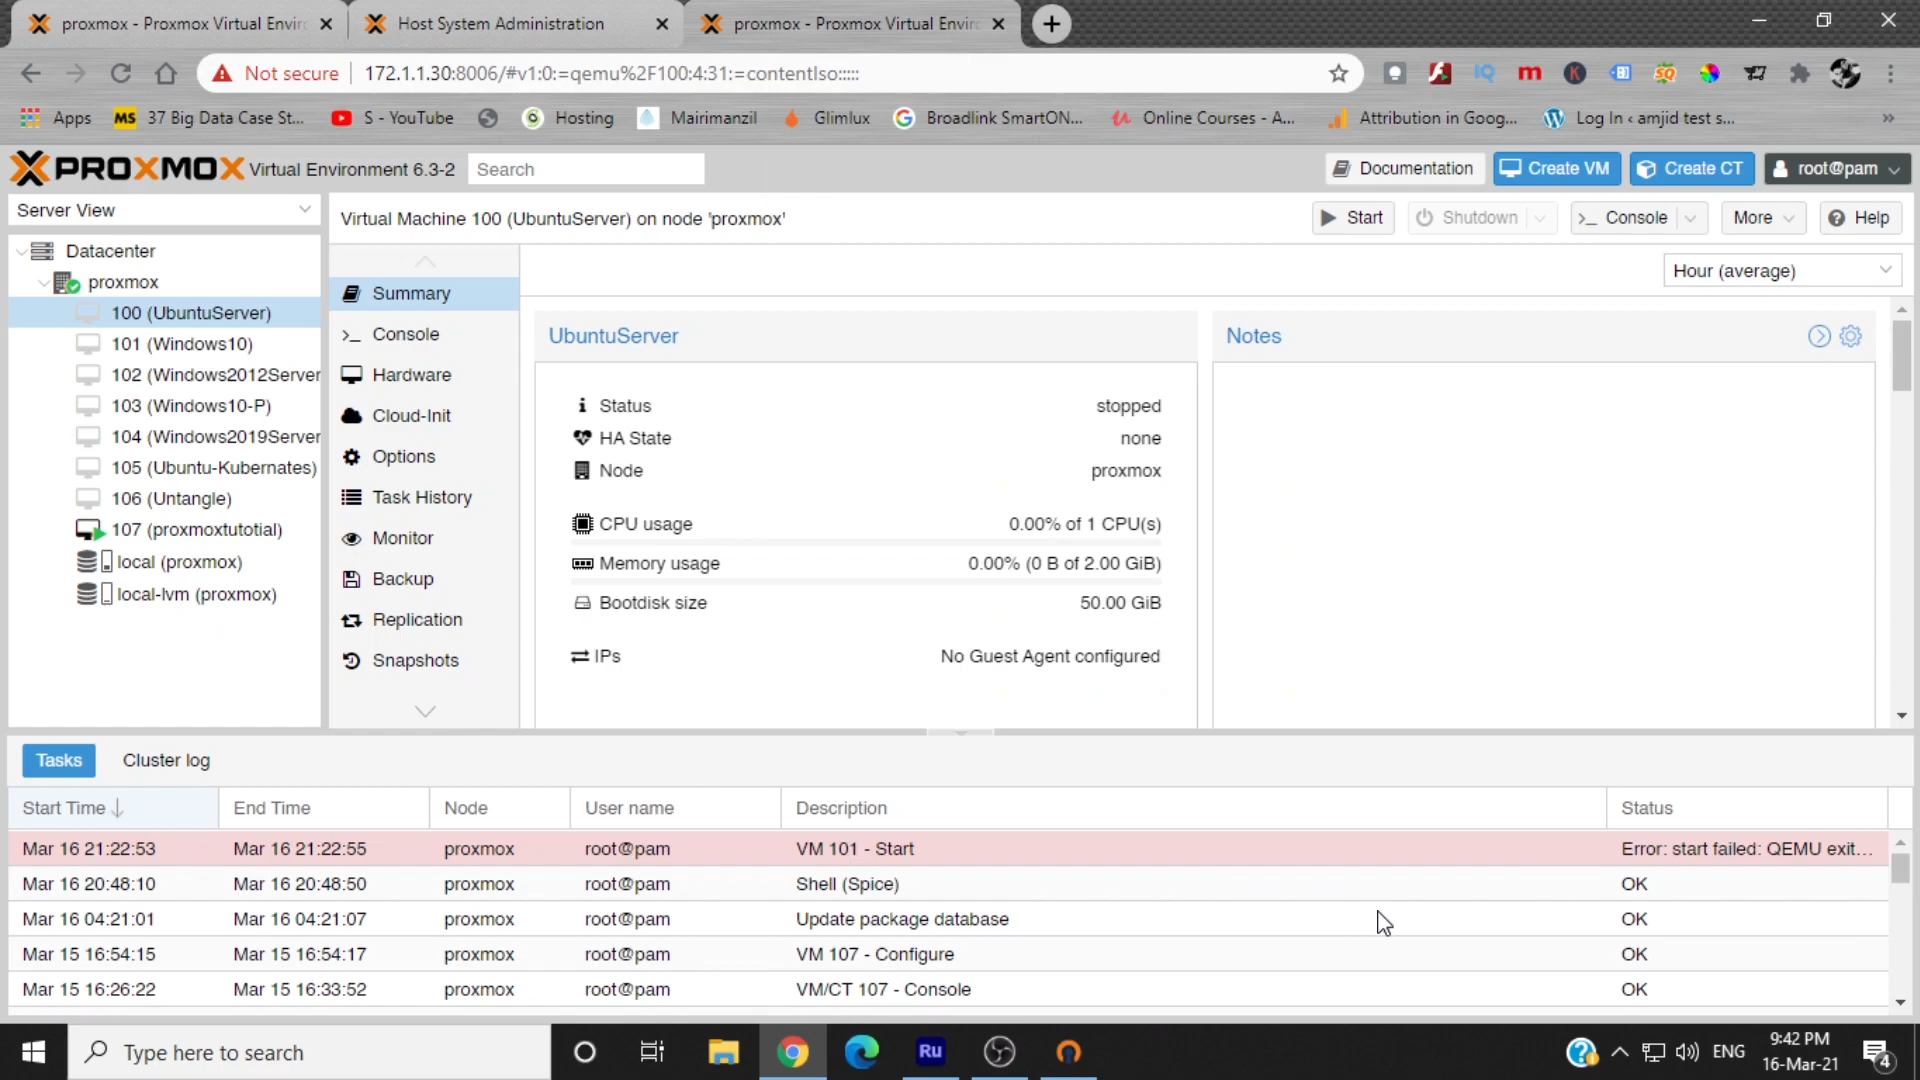 proxmox - Proxmox Virtual Envir
Host System Administration
proxmox - Proxmox Virtual Envir
Not secure
172.1.1.30:8006/#v1:0:=qemu%2F100:4:31:=contentIso:::::
Apps
MS 37 Big Data Case St...
S - YouTube
Hosting
Mairimanzil
Glimlux
Broadlink SmartON...
Online Courses - A...
Attribution in Goog...
Log In ‹ amjid test s...
»
PROXMOX Virtual Environment 6.3-2
Search
Documentation
Create VM
Create CT
root@pam
Server View
Virtual Machine 100 (UbuntuServer) on node 'proxmox'
Start
Shutdown
>_ Console
More
Help
Datacenter
proxmox
100 (UbuntuServer)
101 (Windows10)
102 (Windows2012Server
103 (Windows10-P)
104 (Windows2019Server
105 (Ubuntu-Kubernates)
106 (Untangle)
107 (proxmoxtutotial)
local (proxmox)
local-lvm (proxmox)
Summary
>_ Console
Hardware
Cloud-Init
Options
Task History
Monitor
Backup
Replication
Snapshots
Hour (average)
UbuntuServer
Status stopped
HA State none
Node proxmox
CPU usage 0.00% of 1 CPU(s)
Memory usage 0.00% (0 B of 2.00 GiB)
Bootdisk size 50.00 GiB
IPs No Guest Agent configured
Notes
Tasks
Cluster log
Start Time End Time Node User name Description Status
Mar 16 21:22:53 Mar 16 21:22:55 proxmox root@pam VM 101 - Start Error: start failed: QEMU exit...
Mar 16 20:48:10 Mar 16 20:48:50 proxmox root@pam Shell (Spice) OK
Mar 16 04:21:01 Mar 16 04:21:07 proxmox root@pam Update package database OK
Mar 15 16:54:15 Mar 15 16:54:17 proxmox root@pam VM 107 - Configure OK
Mar 15 16:26:22 Mar 15 16:33:52 proxmox root@pam VM/CT 107 - Console OK
Type here to search
Ru
ENG
9:42 PM
16-Mar-21
4